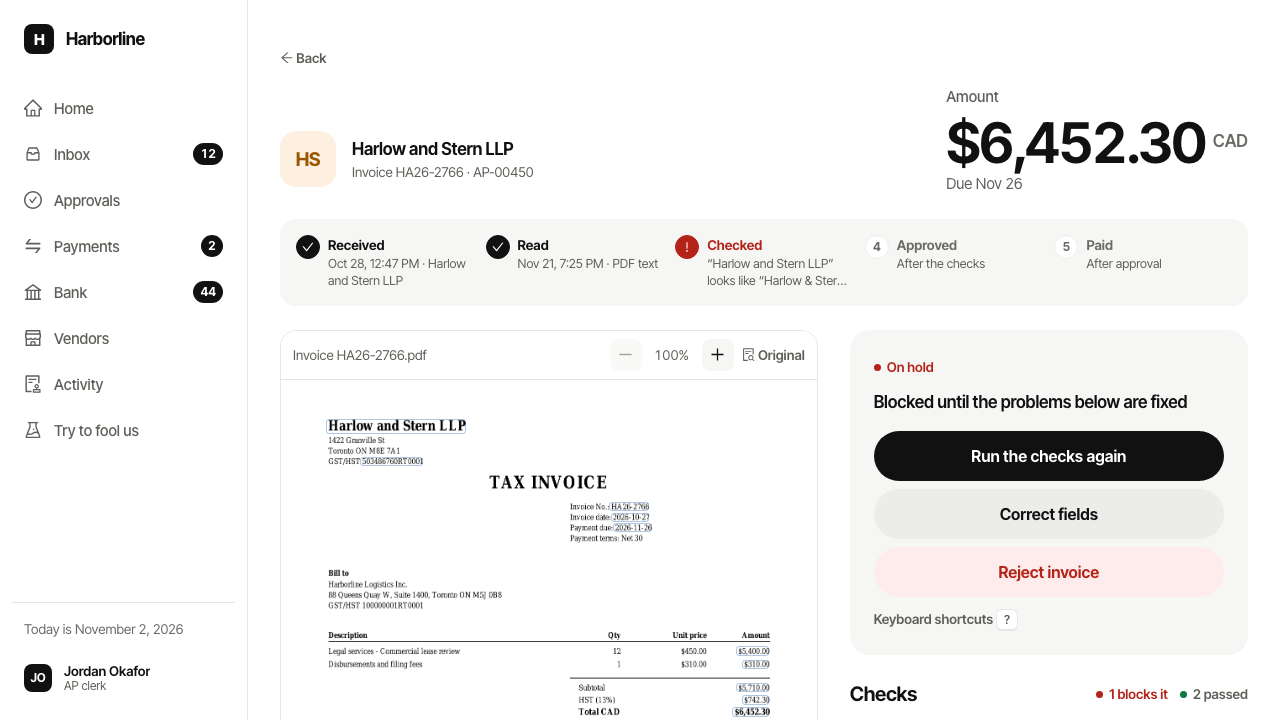 H Harborline
Home
Inbox 12
Approvals
Payments 2
Bank 44
Vendors
Activity
Try to fool us
Today is November 2, 2026
JO Jordan Okafor
AP clerk
← Back
HS Harlow and Stern LLP
Invoice HA26-2766 · AP-00450
Amount
$6,452.30 CAD
Due Nov 26
Received
Oct 28, 12:47 PM · Harlow
and Stern LLP
Read
Nov 21, 7:25 PM · PDF text
! Checked
“Harlow and Stern LLP”
looks like “Harlow & Ster…
4 Approved
After the checks
5 Paid
After approval
Invoice HA26-2766.pdf − 100% + Original
Harlow and Stern LLP
1422 Granville St
Toronto ON M8E 7A1
GST/HST 503486760RT0001
TAX INVOICE
Invoice No.: HA26-2766
Invoice date: 2026-10-27
Payment due: 2026-11-26
Payment terms: Net 30
Bill to
Harborline Logistics Inc.
88 Queens Quay W, Suite 1400, Toronto ON M5J 0B8
GST/HST 100000001RT0001
Description Qty Unit price Amount
Legal services - Commercial lease review 12 $450.00 $5,400.00
Disbursements and filing fees 1 $310.00 $310.00
Subtotal $5,710.00
HST (13%) $742.30
Total CAD $6,452.30
On hold
Blocked until the problems below are fixed
Run the checks again
Correct fields
Reject invoice
Keyboard shortcuts ?
Checks 1 blocks it 2 passed